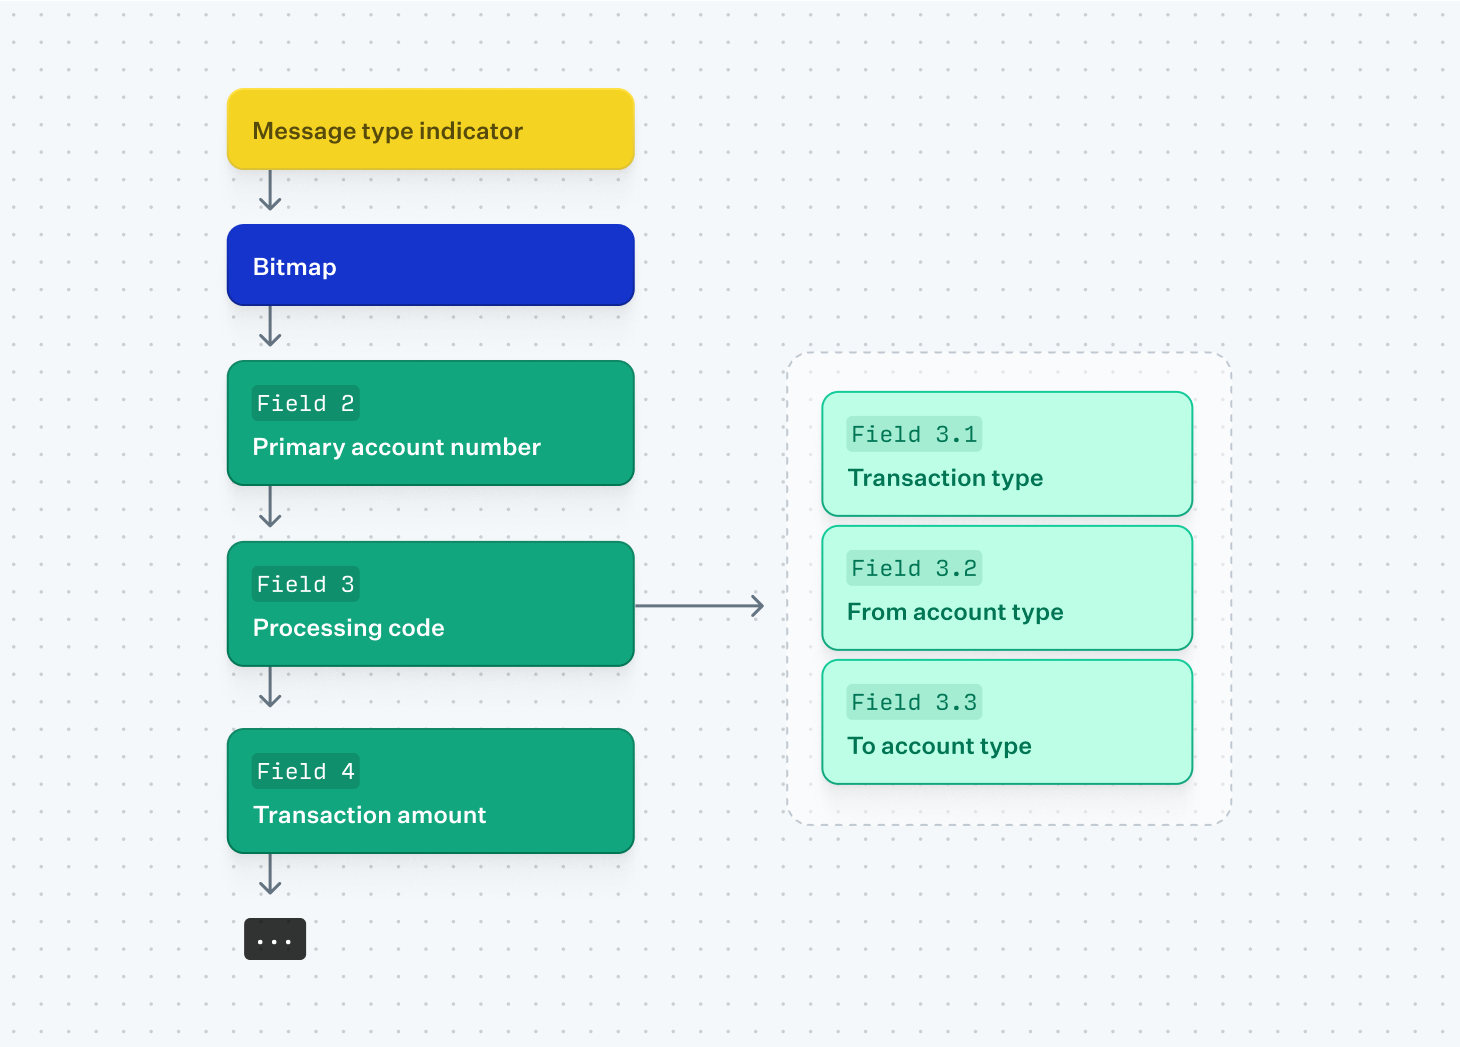 Message type indicator
Bitmap
Field 2
Primary account number
Field 3
Processing code
Field 4
Transaction amount
...
Field 3.1
Transaction type
Field 3.2
From account type
Field 3.3
To account type